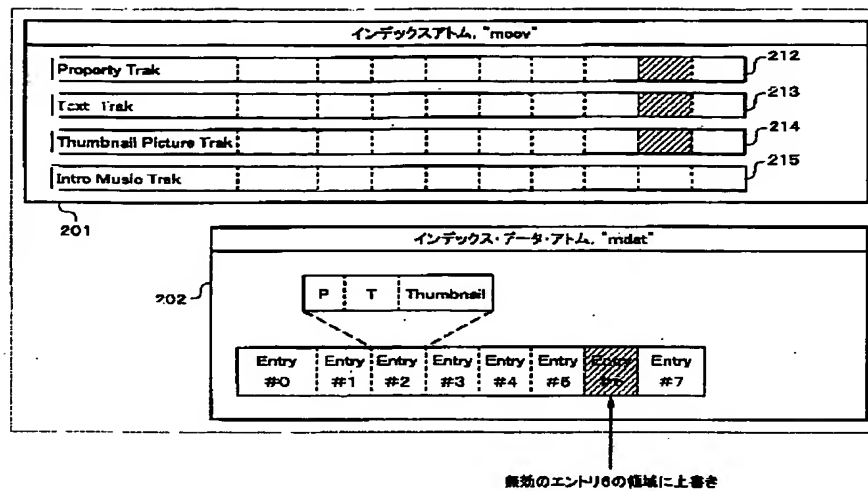 インデックスアトム, "moov"
Property Trak
212
Text Trak
213
Thumbnail Picture Trak
214
Intro Music Trak
215
201
インデックス・データ・アトム, "mdat"
202
P T Thumbnail
Entry #0
Entry #1
Entry #2
Entry #3
Entry #4
Entry #5
Entry
Entry #7
無効のエントリ6の領域に上書き